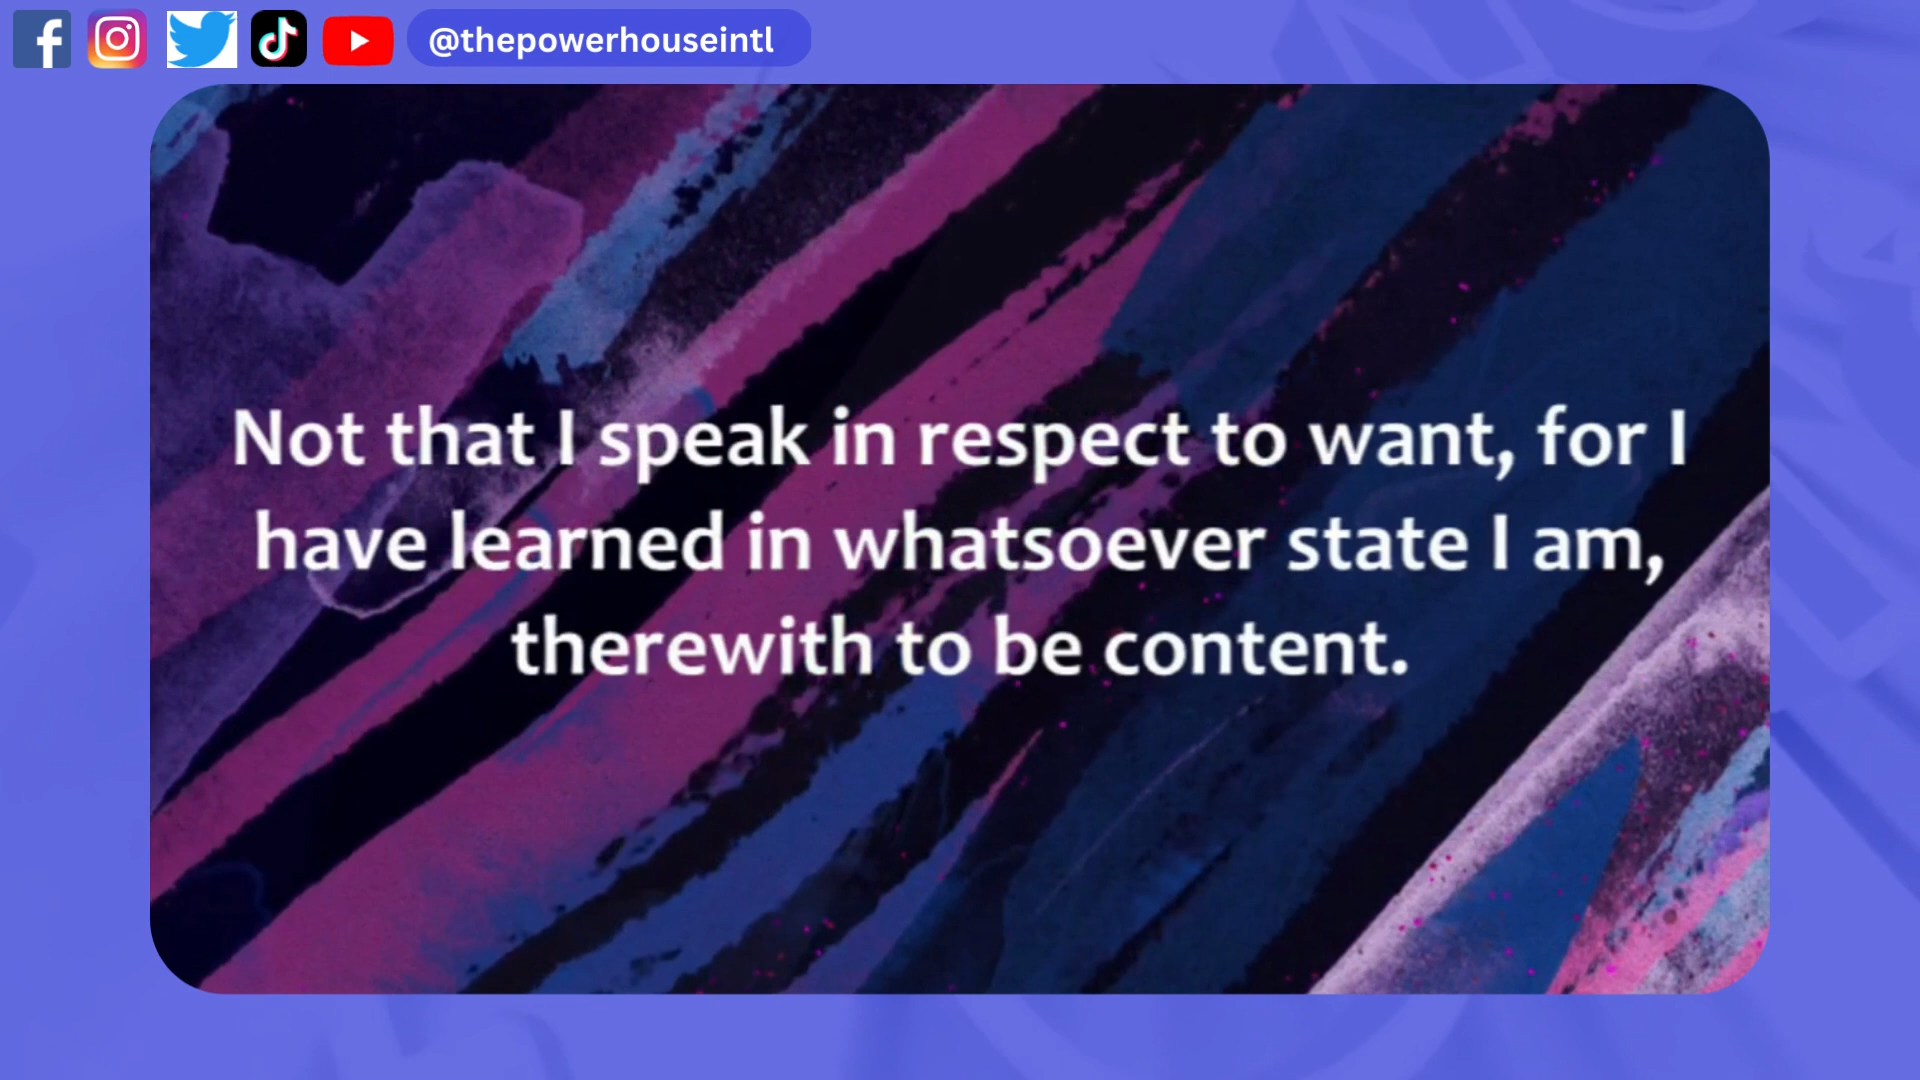 @thepowerhouseintl
Not that I speak in respect to want, for I
have learned in whatsoever state I am,
therewith to be content.